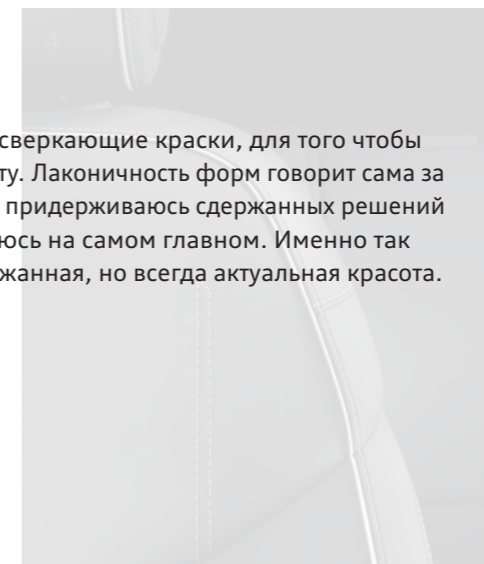 сверкающие краски, для того чтобы
ту. Лаконичность форм говорит сама за
придерживаюсь сдержанных решений
юсь на самом главном. Именно так
жанная, но всегда актуальная красота.